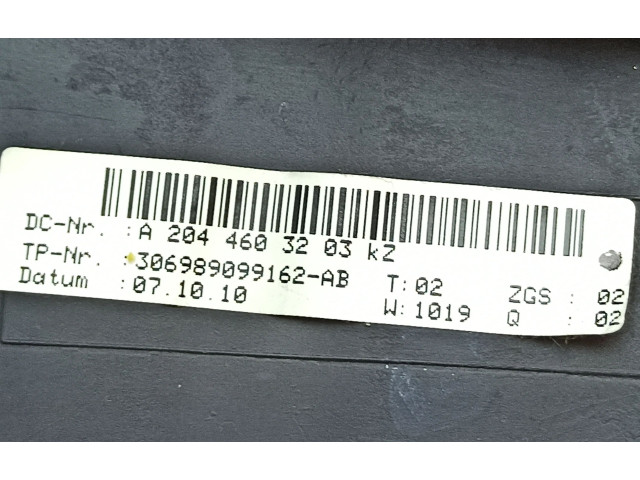 DC-Nr. :A 204 460 32 03 kZ
TP-Nr. :306989099162-AB T:02 ZGS : 02
Datum :07.10.10 W:1019 Q : 02